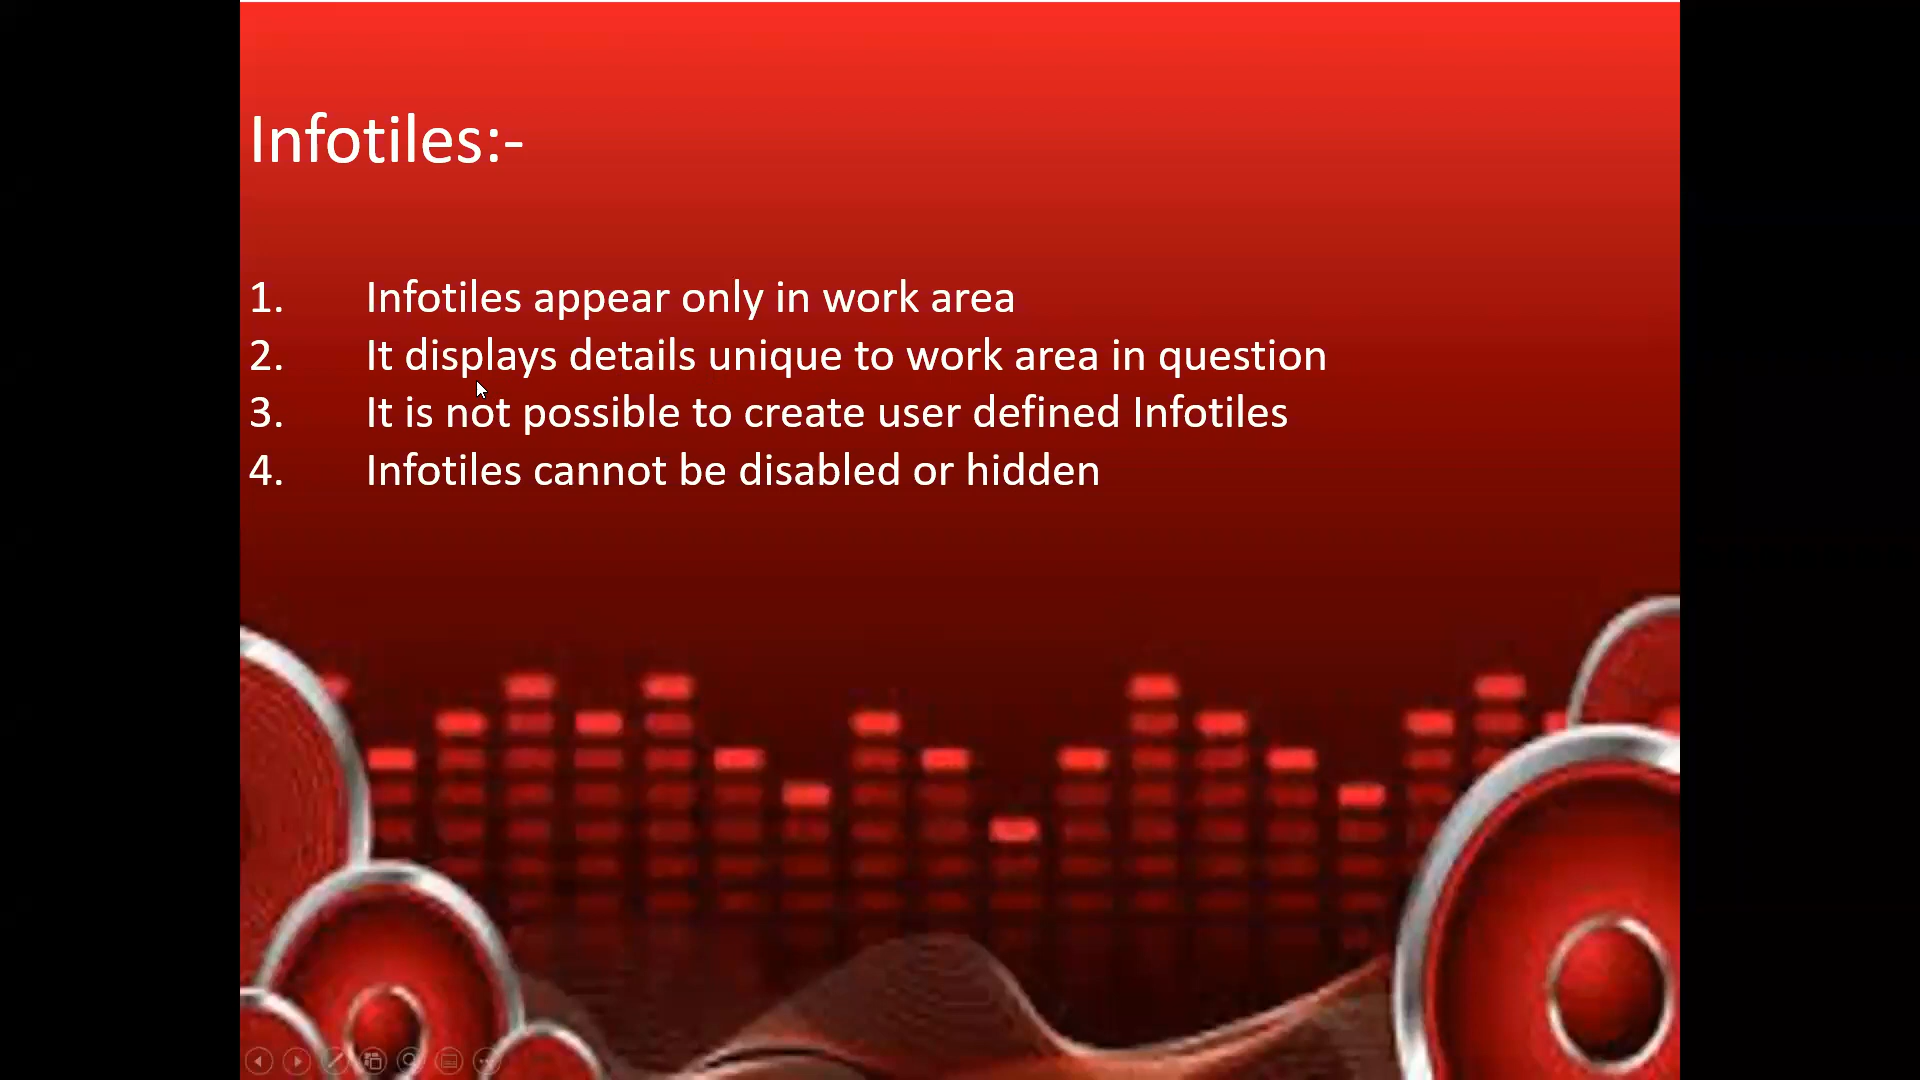 Infotiles:-
1. Infotiles appear only in work area
2. It displays details unique to work area in question
3. It is not possible to create user defined Infotiles
4. Infotiles cannot be disabled or hidden